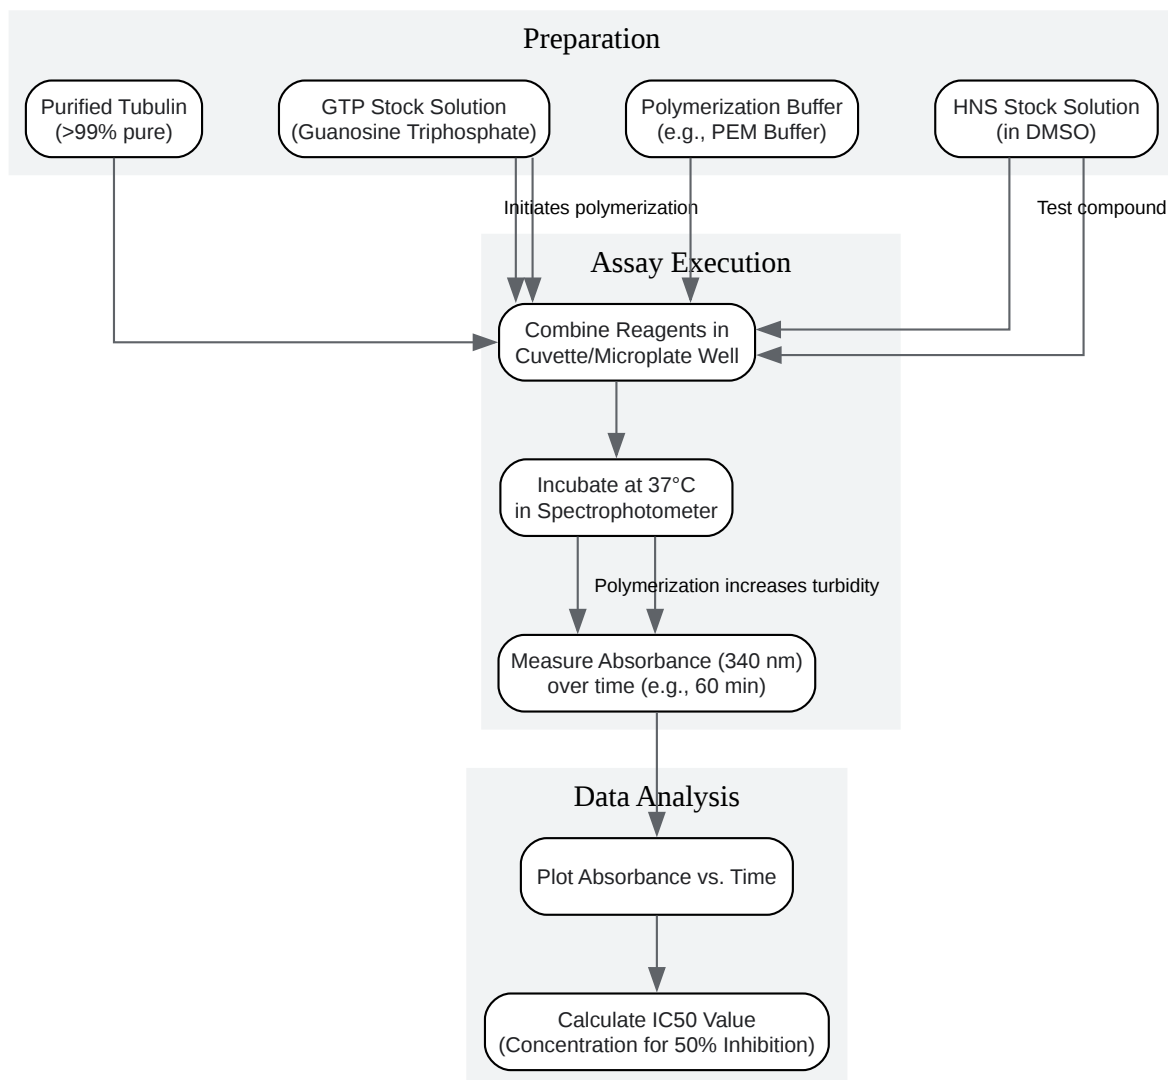 Preparation
Purified Tubulin
(>99% pure)
GTP Stock Solution
(Guanosine Triphosphate)
Polymerization Buffer
(e.g., PEM Buffer)
HNS Stock Solution
(in DMSO)
Initiates polymerization
Test compound
Assay Execution
Combine Reagents in
Cuvette/Microplate Well
Incubate at 37°C
in Spectrophotometer
Polymerization increases turbidity
Measure Absorbance (340 nm)
over time (e.g., 60 min)
Data Analysis
Plot Absorbance vs. Time
Calculate IC50 Value
(Concentration for 50% Inhibition)